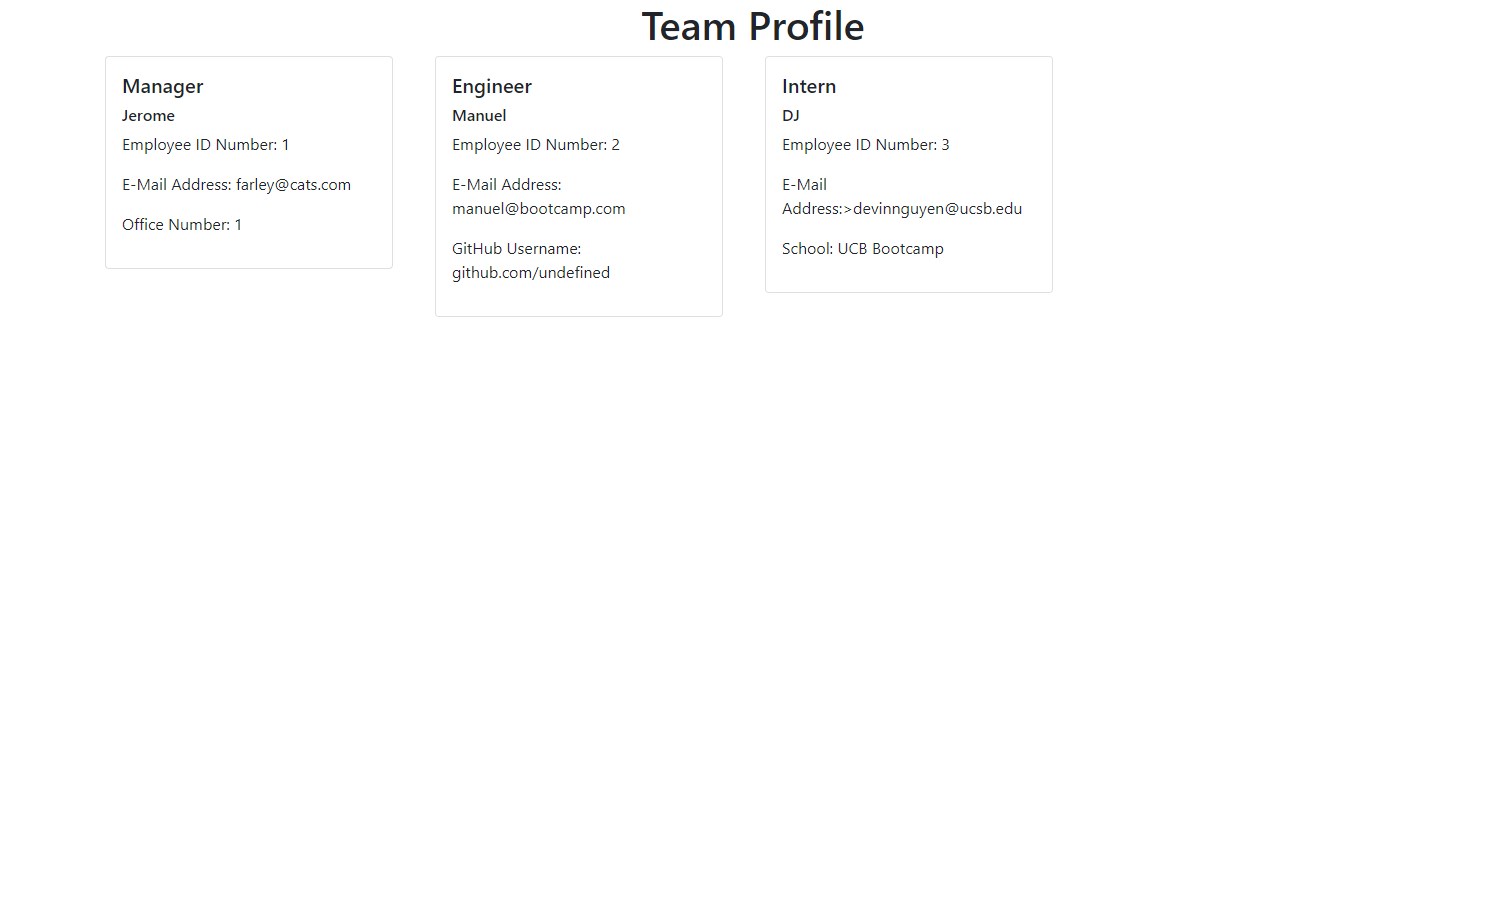 Team Profile
Manager
Jerome
Employee ID Number: 1
E-Mail Address: farley@cats.com
Office Number: 1
Engineer
Manuel
Employee ID Number: 2
E-Mail Address:
manuel@bootcamp.com
GitHub Username:
github.com/undefined
Intern
DJ
Employee ID Number: 3
E-Mail
Address:>devinnguyen@ucsb.edu
School: UCB Bootcamp